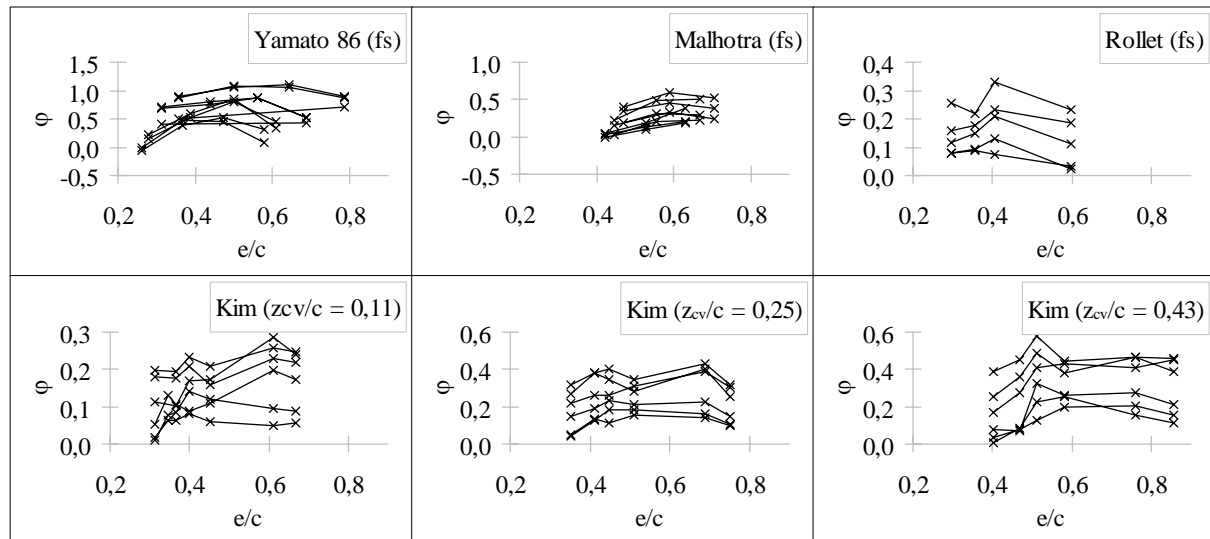 Yamato 86 (fs)
φ
1,5
1,0
0,5
0,0
-0,5
0,2 0,4 0,6 0,8 1,0
e/c
Malhotra (fs)
φ
1,0
0,5
0,0
-0,5
0,2 0,4 0,6 0,8 1,0
e/c
Rollet (fs)
φ
0,4
0,3
0,2
0,1
0,0
0,2 0,4 0,6 0,8 1,0
e/c
Kim (zcv/c = 0,11)
φ
0,3
0,2
0,1
0,0
0,2 0,4 0,6 0,8
e/c
Kim (zcv/c = 0,25)
φ
0,6
0,4
0,2
0,0
0,2 0,4 0,6 0,8
e/c
Kim (zcv/c = 0,43)
φ
0,6
0,4
0,2
0,0
0,2 0,4 0,6 0,8
e/c